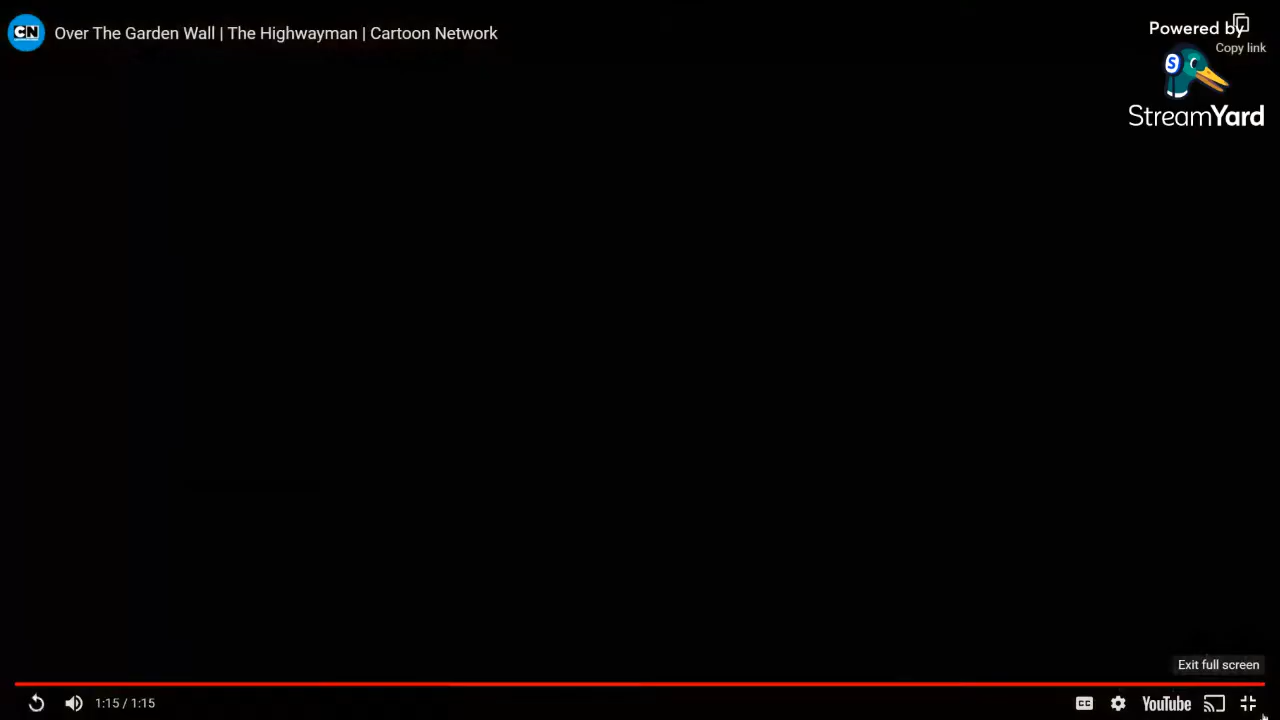 CN Over The Garden Wall | The Highwayman | Cartoon Network
Powered by
Copy link
S
StreamYard
Exit full screen
1:15 / 1:15
CC
YouTube